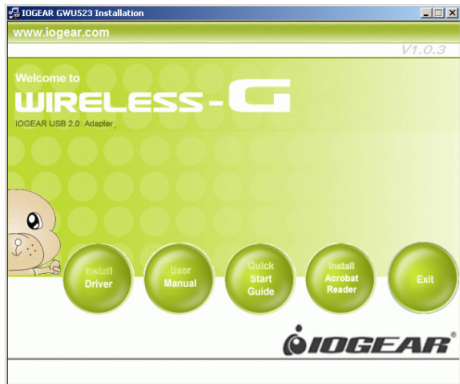 IOGEAR GWU523 Installation
www.iogear.com
V1.0.3
Welcome to
WIRELESS-G
IOGEAR USB 2.0 Adapter
Install
Driver
User
Manual
Quick
Start
Guide
Install
Acrobat
Reader
Exit
IOGEAR®